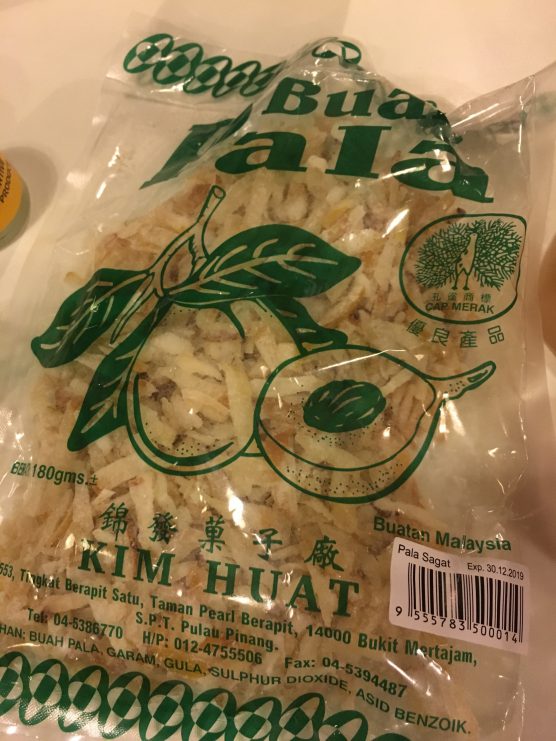 Buah
Pala
孔雀商標
CAP MERAK
優良產品
180gms.±
錦發菓子廠
Buatan Malaysia
KIM HUAT
Pala Sagat Exp. 30.12.2019
9 555783 500014
553, Tingkat Berapit Satu, Taman Pearl Berapit, 14000 Bukit Mertajam,
S.P.T. Pulau Pinang.
Tel: 04-5386770 H/P: 012-4755506 Fax: 04-5394487
HAN: BUAH PALA, GARAM, GULA, SULPHUR DIOXIDE, ASID BENZOIK.